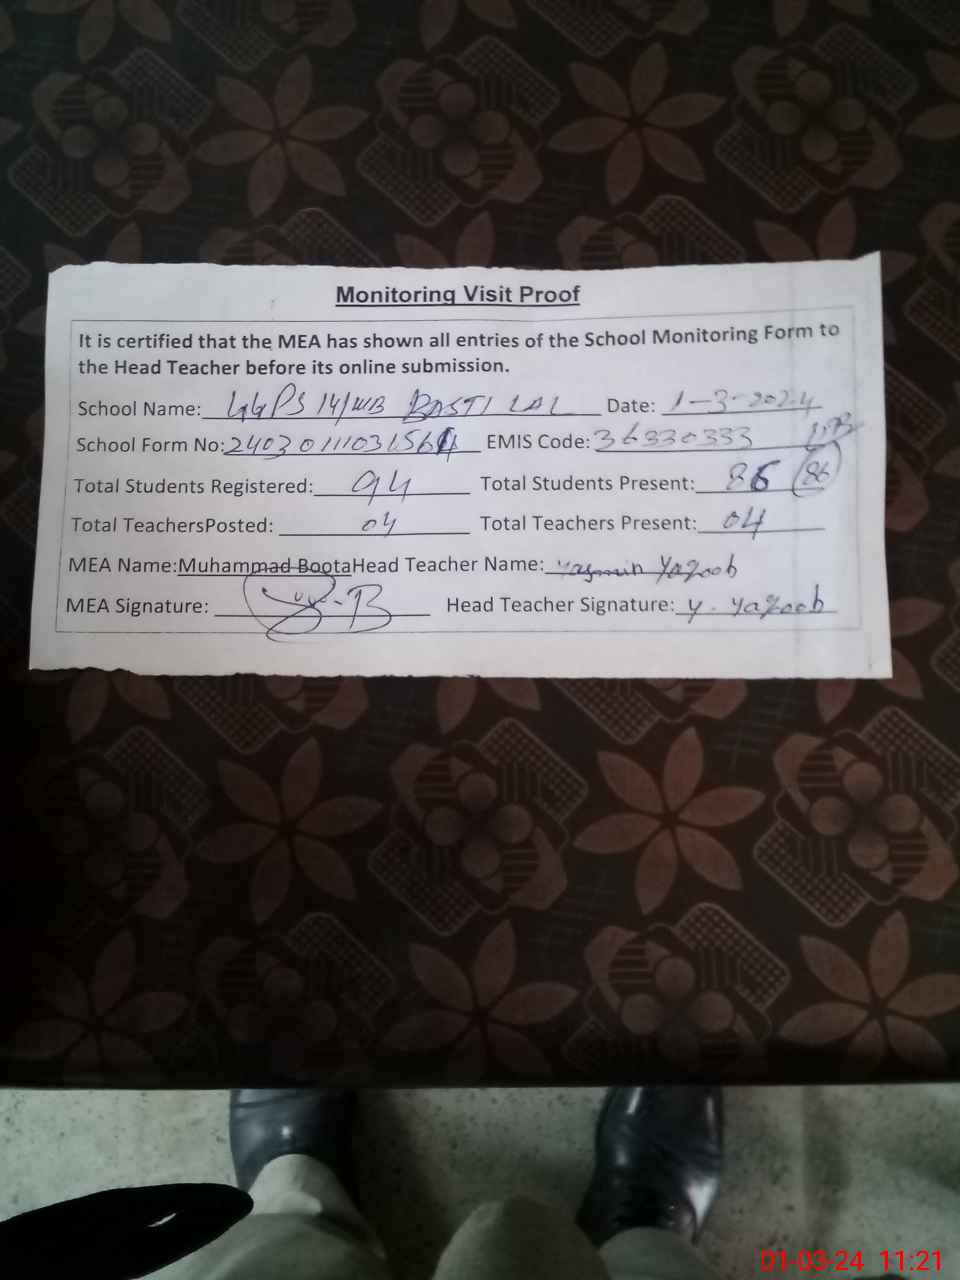 Monitoring Visit Proof
It is certified that the MEA has shown all entries of the School Monitoring Form to
the Head Teacher before its online submission.
School Name: GGPS 14/WB BASTI LAL Date: 1-3-2024
School Form No: EMIS Code: 36330333
Total Students Registered: 94 Total Students Present: 86 86
Total TeachersPosted: 04 Total Teachers Present: 04
MEA Name:Muhammad BootaHead Teacher Name: Yasmin Yaqoob
MEA Signature: Head Teacher Signature: Y. Yaqoob
01-03-24 11:21